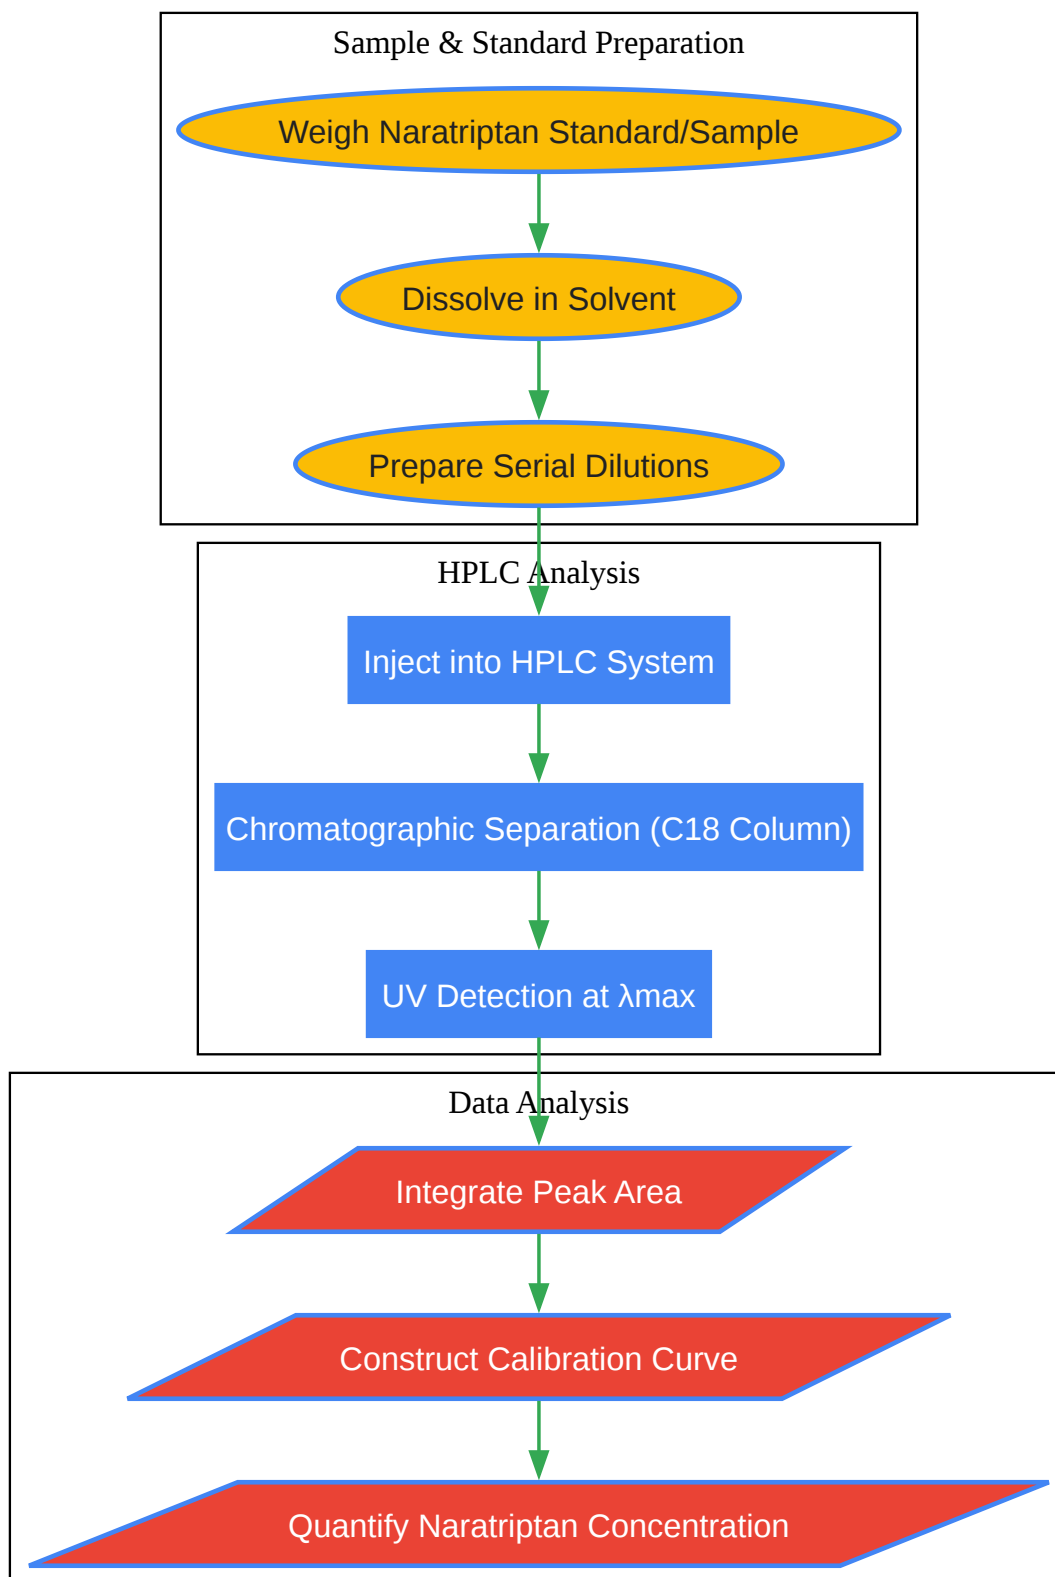 Sample & Standard Preparation
Weigh Naratriptan Standard/Sample
Dissolve in Solvent
Prepare Serial Dilutions
HPLC Analysis
Inject into HPLC System
Chromatographic Separation (C18 Column)
UV Detection at λmax
Data Analysis
Integrate Peak Area
Construct Calibration Curve
Quantify Naratriptan Concentration